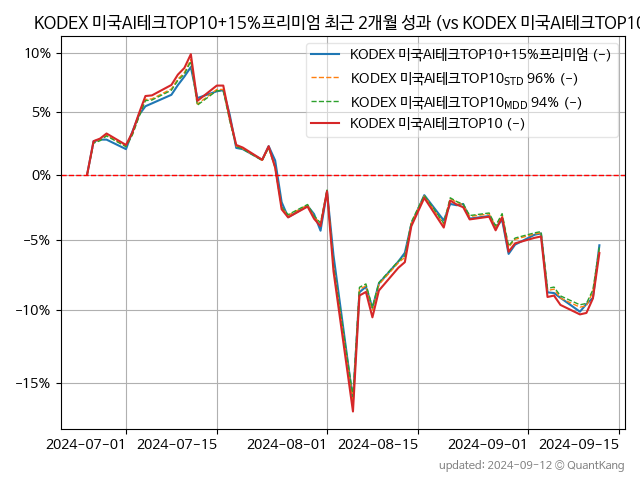 KODEX 미국AI테크TOP10+15%프리미엄 최근 2개월 성과 (vs KODEX 미국AI테크TOP10
10%
5%
0%
−5%
−10%
−15%
KODEX 미국AI테크TOP10+15%프리미엄 (−)
KODEX 미국AI테크TOP10STD 96% (−)
KODEX 미국AI테크TOP10MDD 94% (−)
KODEX 미국AI테크TOP10 (−)
2024-07-01 2024-07-15 2024-08-01 2024-08-15 2024-09-01 2024-09-15
updated: 2024-09-12 © QuantKang